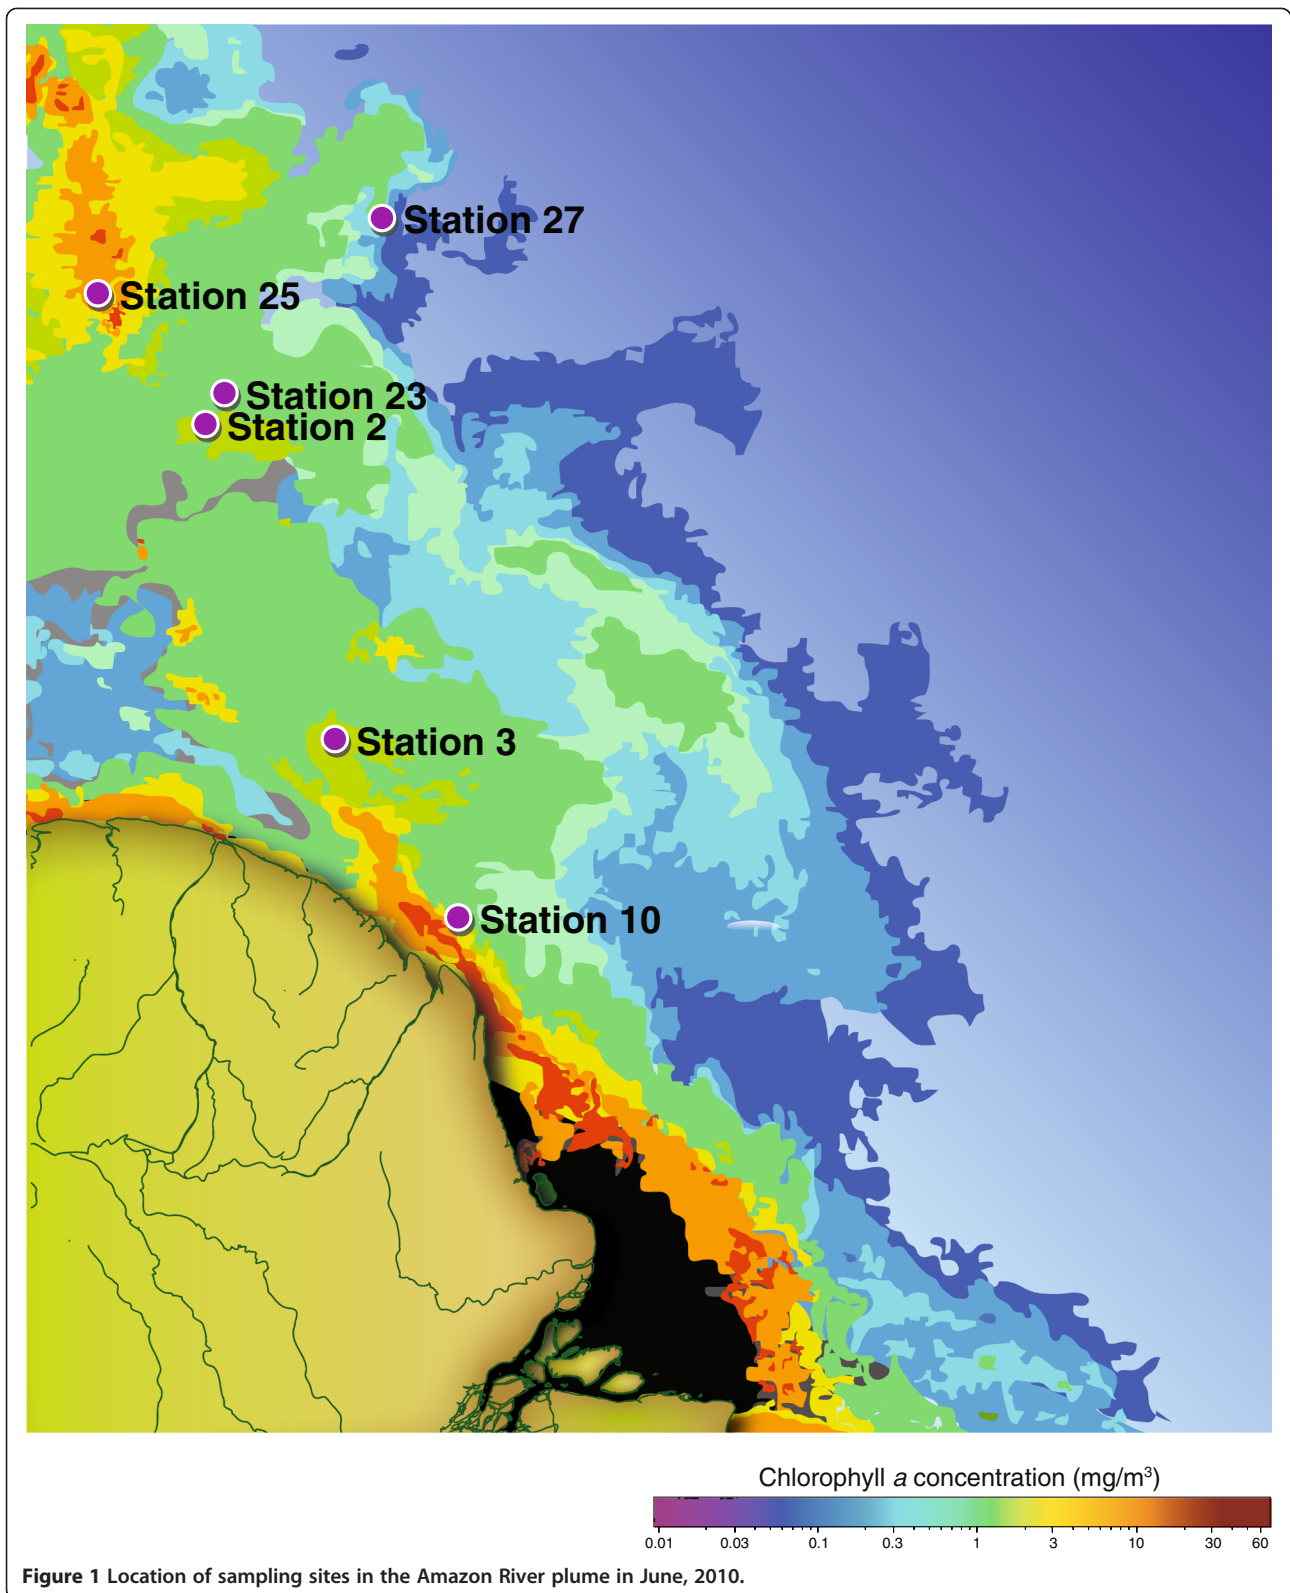 Station 27
Station 25
Station 23
Station 2
Station 3
Station 10
Chlorophyll a concentration (mg/m³)
0.01 0.03 0.1 0.3 1 3 10 30 60
Figure 1 Location of sampling sites in the Amazon River plume in June, 2010.